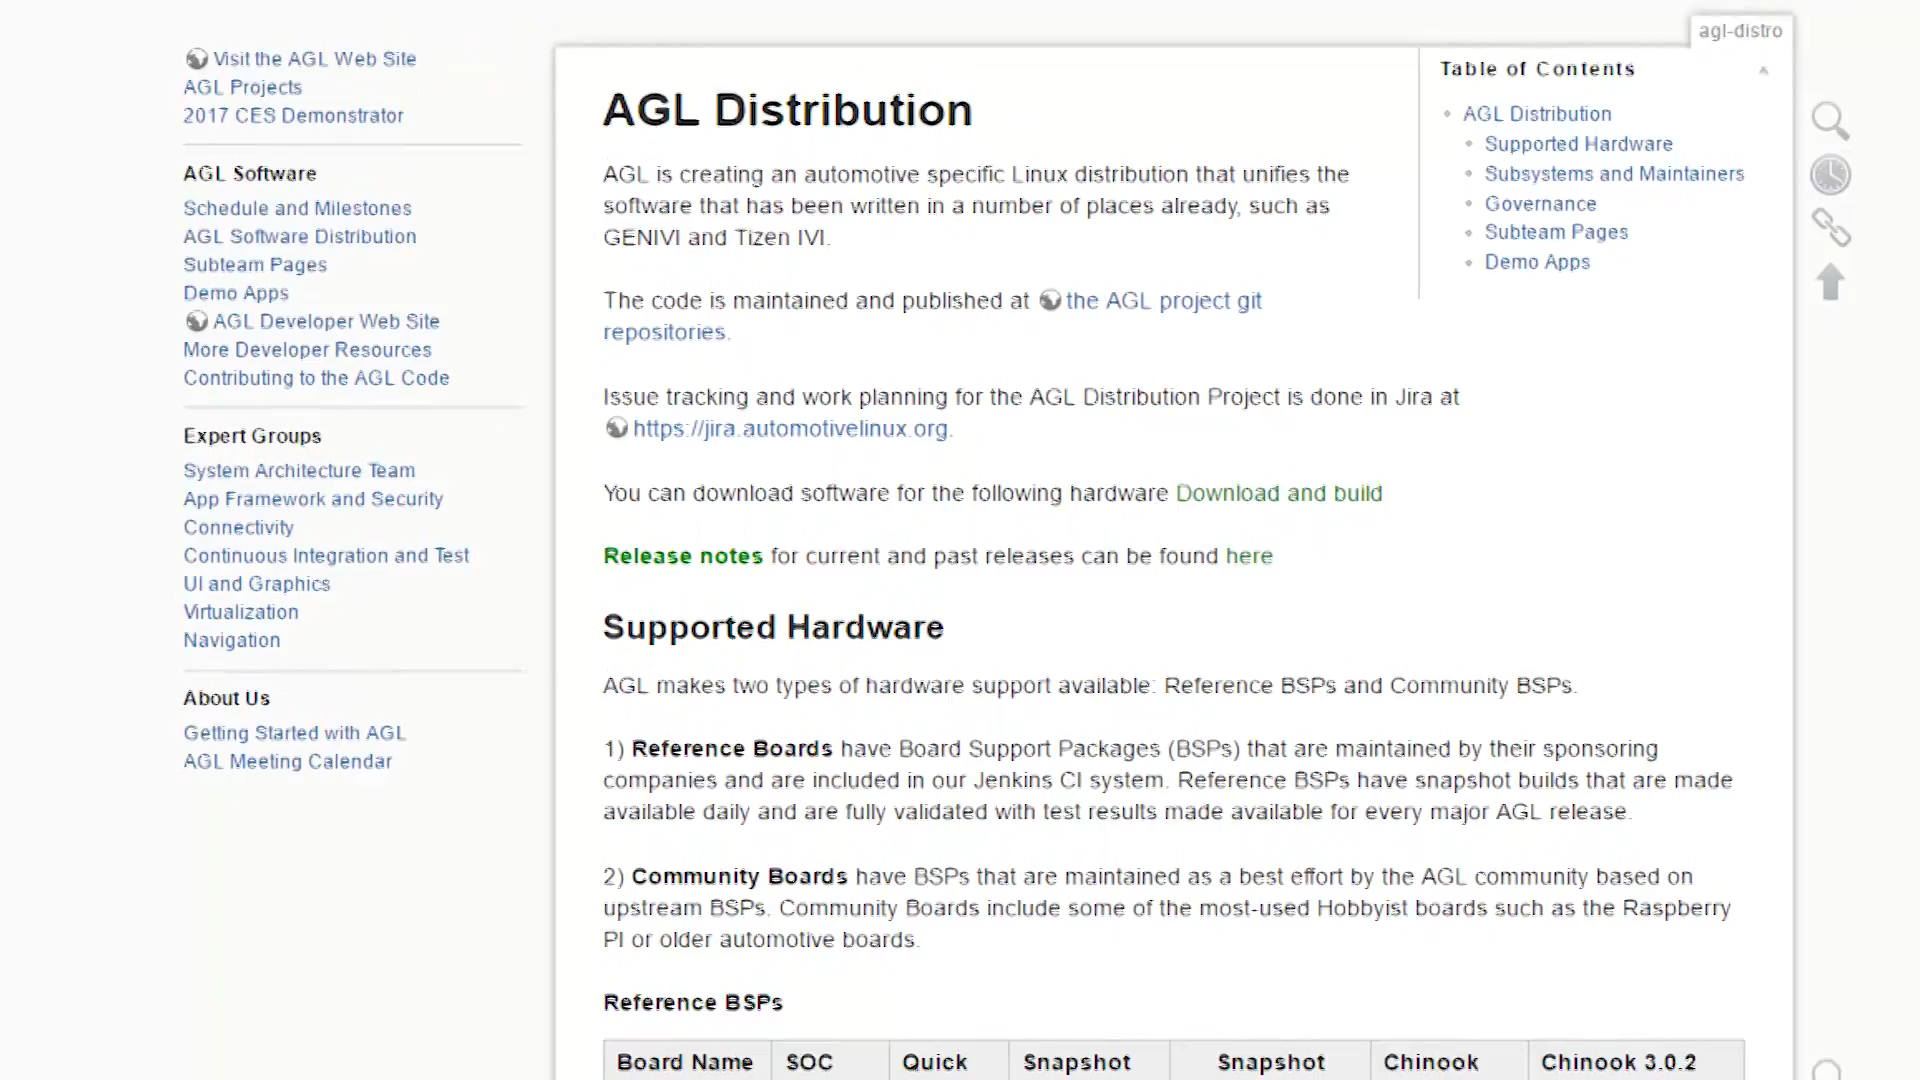 agl-distro
Visit the AGL Web Site
AGL Projects
2017 CES Demonstrator
AGL Software
Schedule and Milestones
AGL Software Distribution
Subteam Pages
Demo Apps
AGL Developer Web Site
More Developer Resources
Contributing to the AGL Code
Expert Groups
System Architecture Team
App Framework and Security
Connectivity
Continuous Integration and Test
UI and Graphics
Virtualization
Navigation
About Us
Getting Started with AGL
AGL Meeting Calendar
AGL Distribution
AGL is creating an automotive specific Linux distribution that unifies the
software that has been written in a number of places already, such as
GENIVI and Tizen IVI.
The code is maintained and published at the AGL project git
repositories.
Issue tracking and work planning for the AGL Distribution Project is done in Jira at
https://jira.automotivelinux.org.
You can download software for the following hardware Download and build
Release notes for current and past releases can be found here
Supported Hardware
AGL makes two types of hardware support available: Reference BSPs and Community BSPs.
1) Reference Boards have Board Support Packages (BSPs) that are maintained by their sponsoring
companies and are included in our Jenkins CI system. Reference BSPs have snapshot builds that are made
available daily and are fully validated with test results made available for every major AGL release.
2) Community Boards have BSPs that are maintained as a best effort by the AGL community based on
upstream BSPs. Community Boards include some of the most-used Hobbyist boards such as the Raspberry
PI or older automotive boards.
Reference BSPs
Board Name SOC Quick Snapshot Snapshot Chinook Chinook 3.0.2
Table of Contents
AGL Distribution
Supported Hardware
Subsystems and Maintainers
Governance
Subteam Pages
Demo Apps